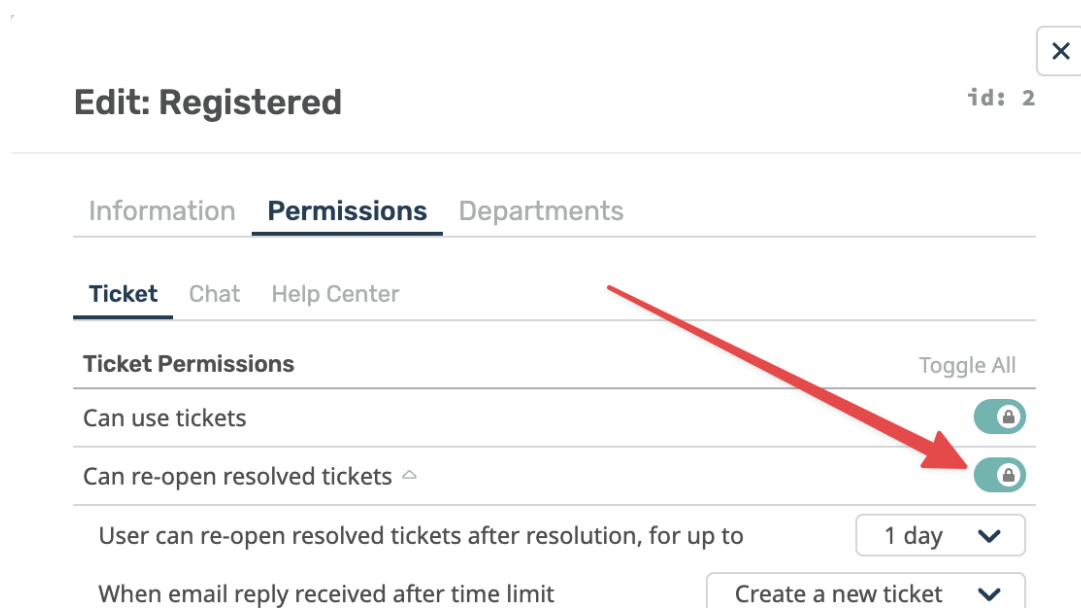 Edit: Registered
id: 2
Information Permissions Departments
Ticket Chat Help Center
Ticket Permissions Toggle All
Can use tickets
Can re-open resolved tickets
User can re-open resolved tickets after resolution, for up to 1 day
When email reply received after time limit Create a new ticket